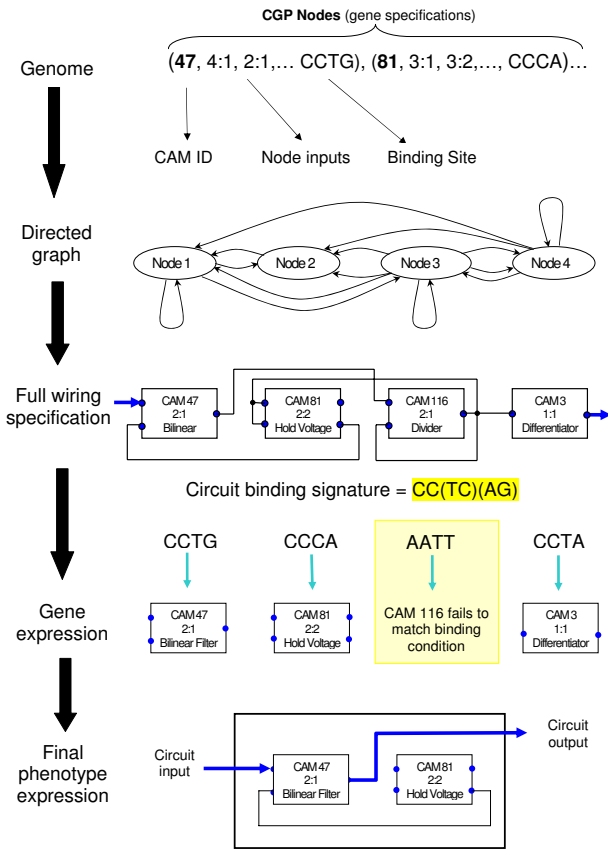 CGP Nodes (gene specifications)
Genome
(47, 4:1, 2:1,… CCTG), (81, 3:1, 3:2,…, CCCA)…
CAM ID
Node inputs
Binding Site
Directed
graph
Node 1
Node 2
Node 3
Node 4
Full wiring
specification
CAM 47
2:1
Bilinear
CAM 81
2:2
Hold Voltage
CAM 116
2:1
Divider
CAM 3
1:1
Differentiator
Circuit binding signature = CC(TC)(AG)
CCTG
CCCA
AATT
CCTA
Gene
expression
CAM 47
2:1
Bilinear Filter
CAM 81
2:2
Hold Voltage
CAM 116 fails to
match binding
condition
CAM 3
1:1
Differentiator
Final
phenotype
expression
Circuit
input
CAM 47
2:1
Bilinear Filter
CAM 81
2:2
Hold Voltage
Circuit
output